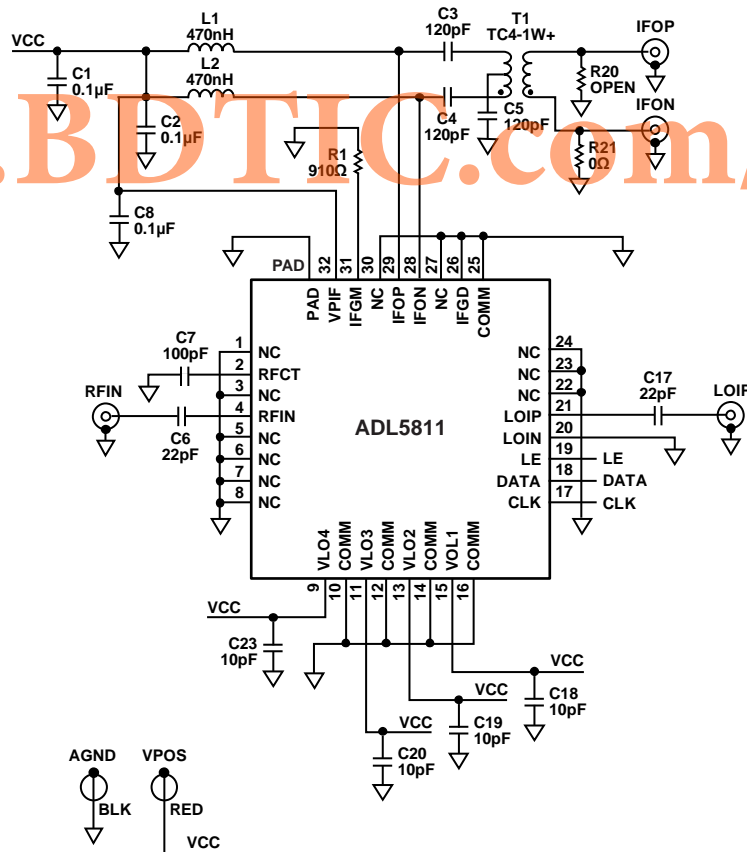 L1
470nH
C3
120pF
T1
TC4-1W+
IFOP
VCC
C1
0.1µF
L2
470nH
R20
OPEN
C2
0.1µF
C4
120pF
C5
120pF
IFON
.BDTIC.com/
R1
910Ω
R21
0Ω
C8
0.1µF
PAD
32
31
30
29
28
27
26
25
PAD
VPIF
IFGM
NC
IFOP
IFON
NC
IFGD
COMM
C7
100pF
RFIN
C6
22pF
1 NC
2 RFCT
3 NC
4 RFIN
5 NC
6 NC
7 NC
8 NC
ADL5811
NC 24
NC 23
NC 22
LOIP 21
LOIN 20
LE 19 LE
DATA 18 DATA
CLK 17 CLK
C17
22pF
VLO4
COMM
VLO3
COMM
VLO2
COMM
VOL1
COMM
9
10
11
12
13
14
15
16
VCC
C23
10pF
VCC
C18
10pF
VCC
C19
10pF
VCC
C20
10pF
AGND
BLK
VPOS
RED
VCC